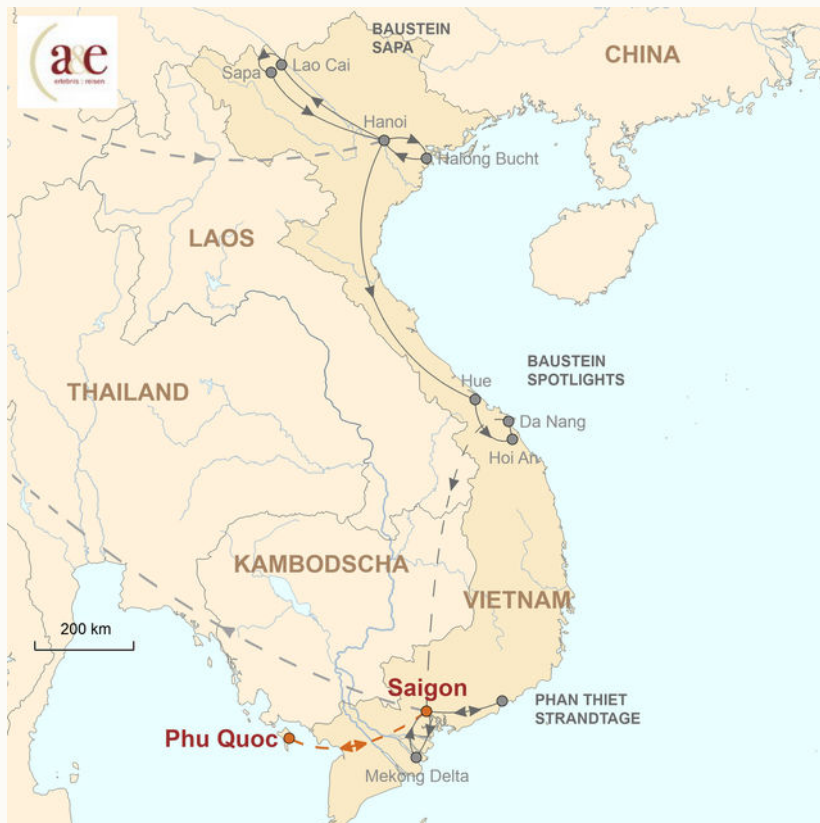 a&e
erlebnis : reisen
BAUSTEIN
SAPA
CHINA
Sapa
Lao Cai
Hanoi
Halong Bucht
LAOS
BAUSTEIN
SPOTLIGHTS
THAILAND
Hue
Da Nang
Hoi An
KAMBODSCHA
VIETNAM
200 km
Saigon
PHAN THIET
STRANDTAGE
Phu Quoc
Mekong Delta